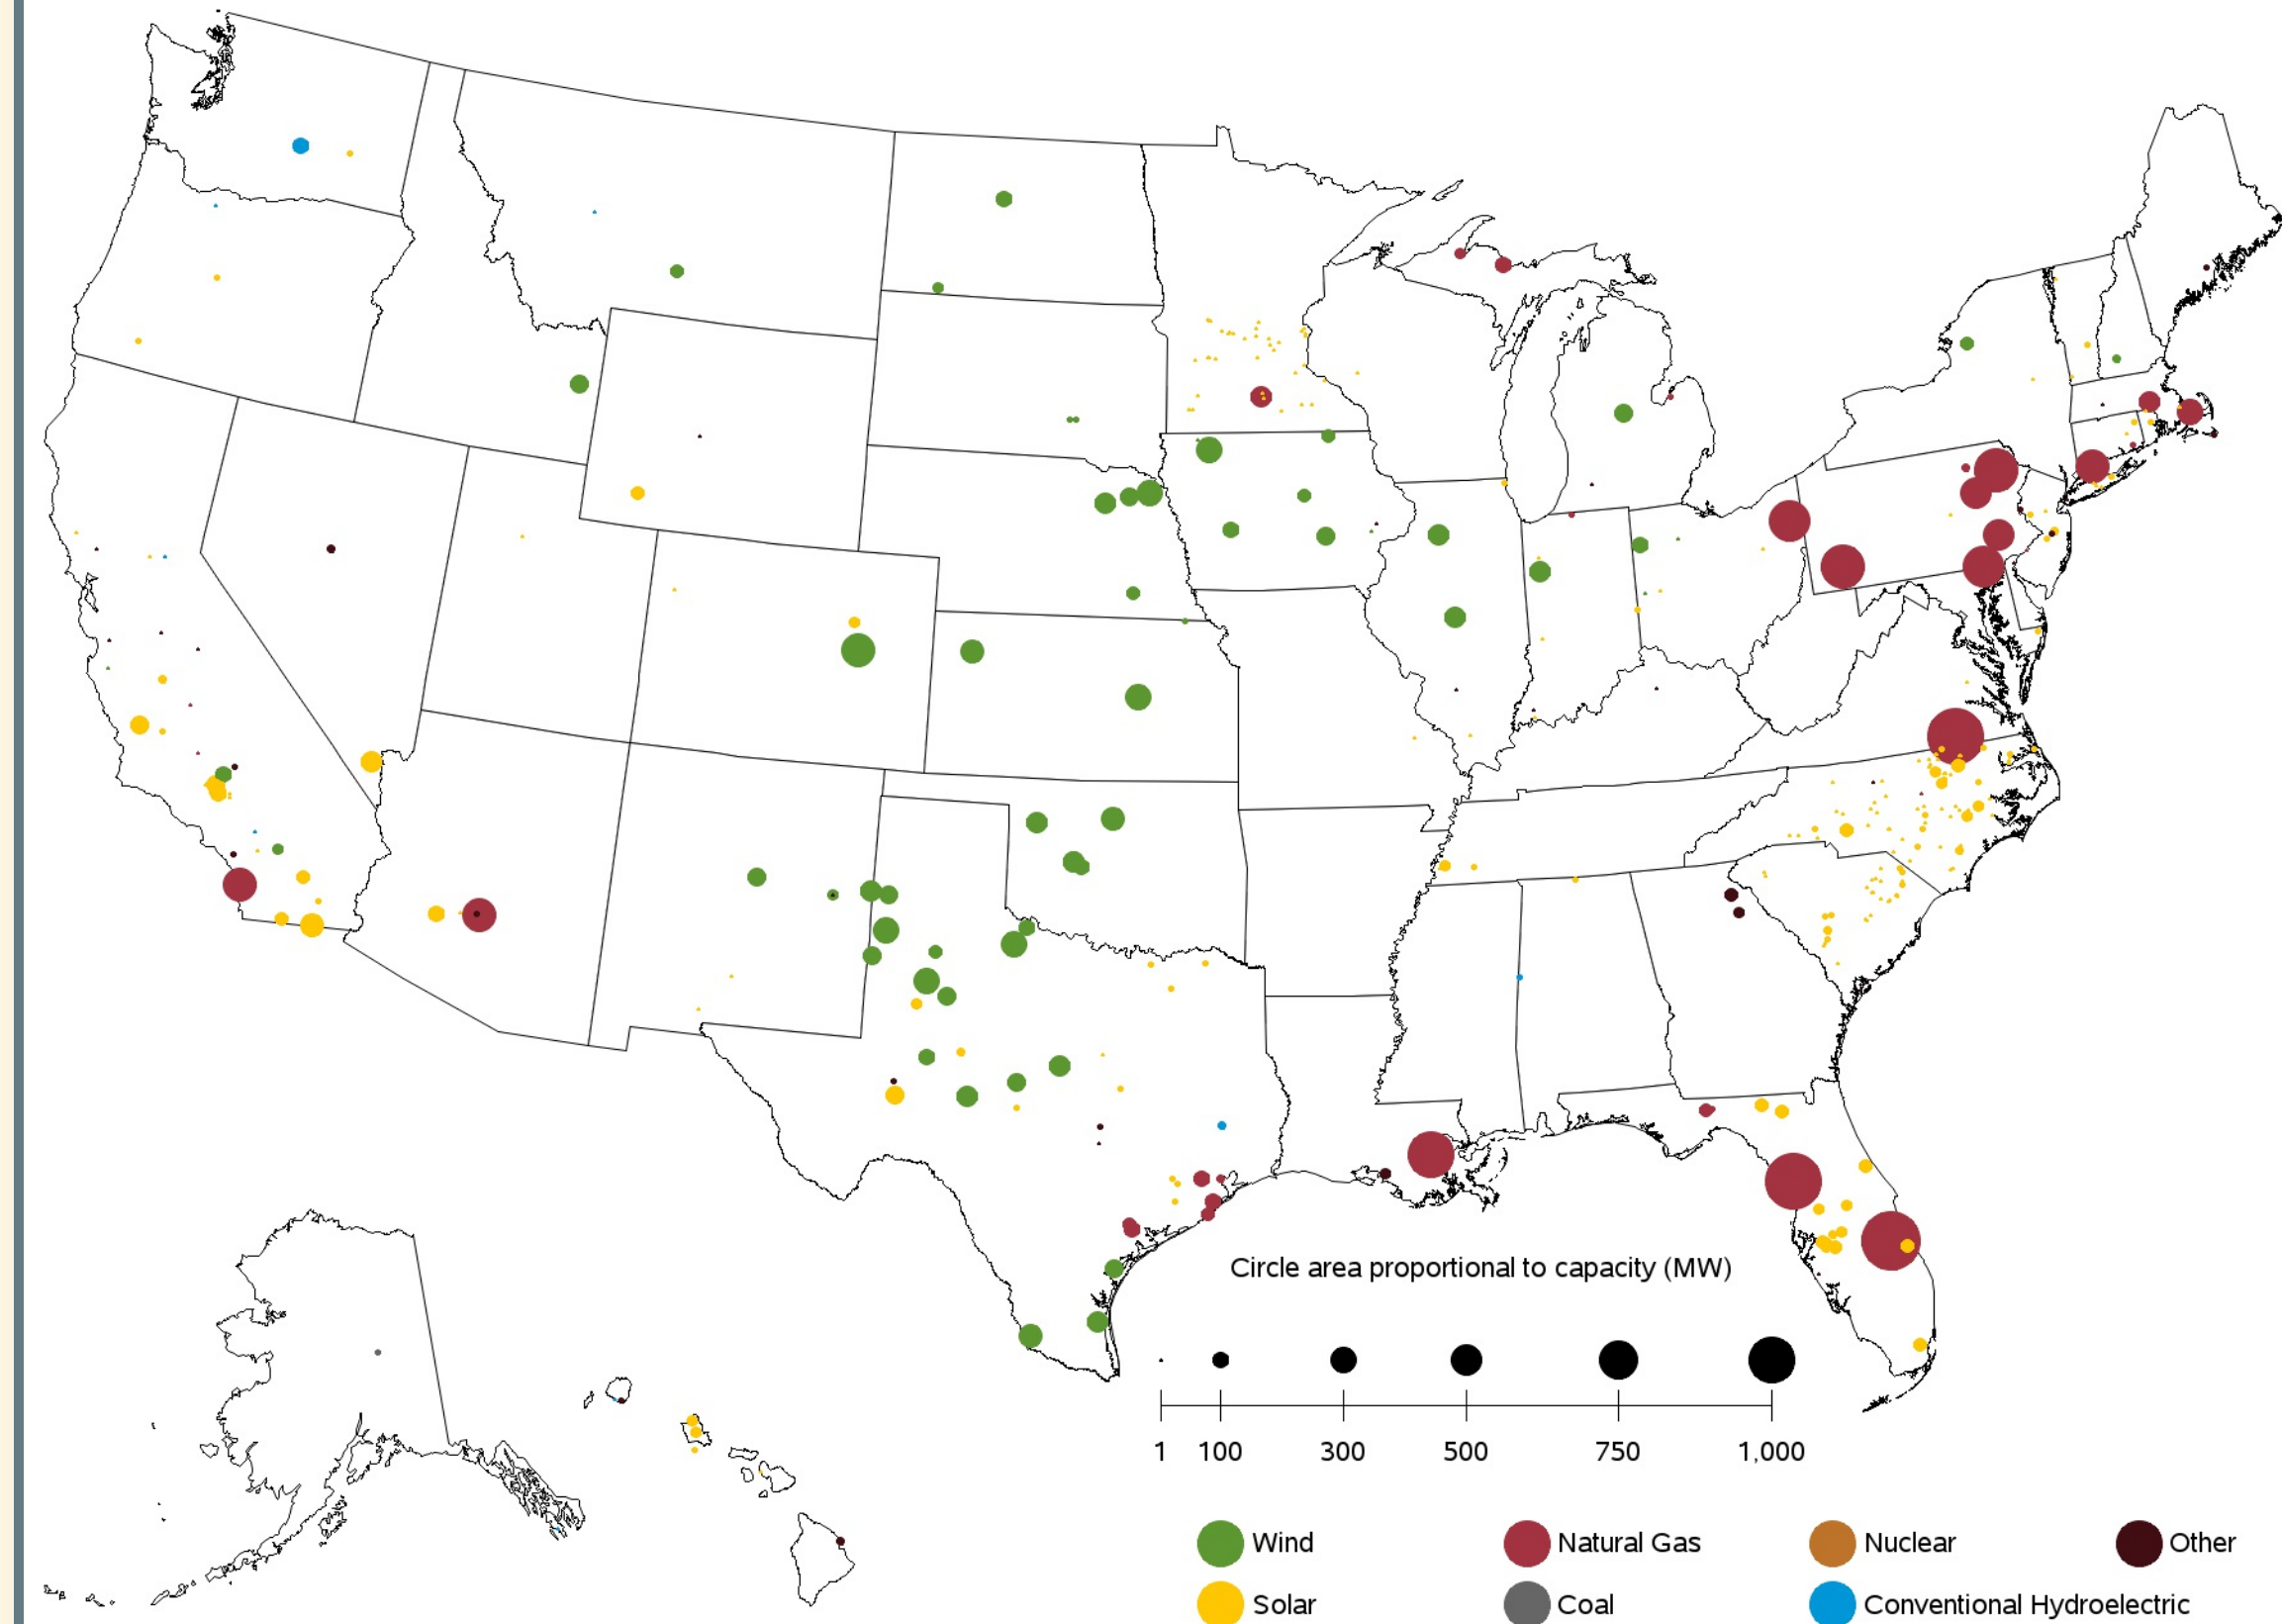 Circle area proportional to capacity (MW)
1 100 300 500 750 1,000
Wind Natural Gas Nuclear Other
Solar Coal Conventional Hydroelectric